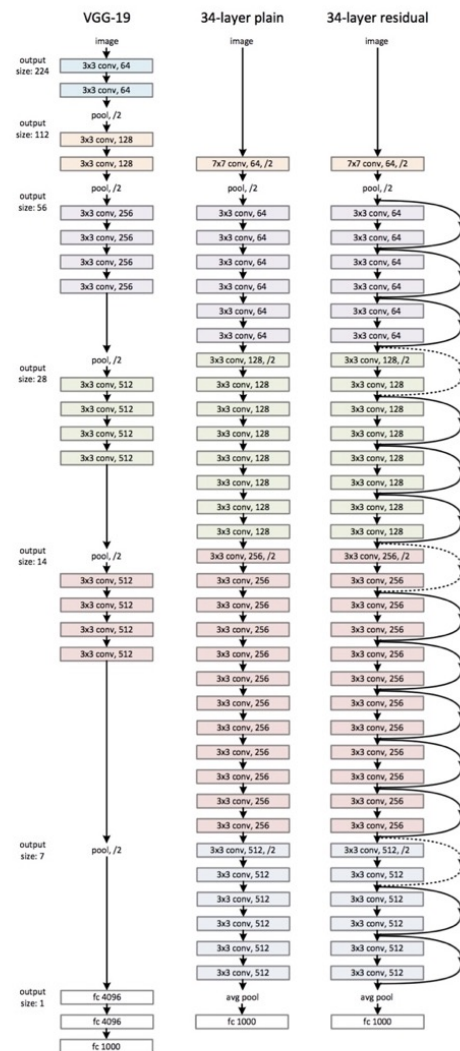 VGG-19
output
size: 224
output
size: 112
output
size: 56
output
size: 28
output
size: 14
output
size: 7
output
size: 1
image
3x3 conv, 64
3x3 conv, 64
pool, /2
3x3 conv, 128
3x3 conv, 128
pool, /2
3x3 conv, 256
3x3 conv, 256
3x3 conv, 256
3x3 conv, 256
pool, /2
3x3 conv, 512
3x3 conv, 512
3x3 conv, 512
3x3 conv, 512
pool, /2
3x3 conv, 512
3x3 conv, 512
3x3 conv, 512
3x3 conv, 512
pool, /2
fc 4096
fc 4096
fc 1000
34-layer plain
image
7x7 conv, 64, /2
pool, /2
3x3 conv, 64
3x3 conv, 64
3x3 conv, 64
3x3 conv, 64
3x3 conv, 64
3x3 conv, 64
3x3 conv, 128, /2
3x3 conv, 128
3x3 conv, 128
3x3 conv, 128
3x3 conv, 128
3x3 conv, 128
3x3 conv, 128
3x3 conv, 128
3x3 conv, 256, /2
3x3 conv, 256
3x3 conv, 256
3x3 conv, 256
3x3 conv, 256
3x3 conv, 256
3x3 conv, 256
3x3 conv, 256
3x3 conv, 256
3x3 conv, 256
3x3 conv, 256
3x3 conv, 256
3x3 conv, 512, /2
3x3 conv, 512
3x3 conv, 512
3x3 conv, 512
3x3 conv, 512
3x3 conv, 512
avg pool
fc 1000
34-layer residual
image
7x7 conv, 64, /2
pool, /2
3x3 conv, 64
3x3 conv, 64
3x3 conv, 64
3x3 conv, 64
3x3 conv, 64
3x3 conv, 64
3x3 conv, 128, /2
3x3 conv, 128
3x3 conv, 128
3x3 conv, 128
3x3 conv, 128
3x3 conv, 128
3x3 conv, 128
3x3 conv, 128
3x3 conv, 256, /2
3x3 conv, 256
3x3 conv, 256
3x3 conv, 256
3x3 conv, 256
3x3 conv, 256
3x3 conv, 256
3x3 conv, 256
3x3 conv, 256
3x3 conv, 256
3x3 conv, 256
3x3 conv, 256
3x3 conv, 512, /2
3x3 conv, 512
3x3 conv, 512
3x3 conv, 512
3x3 conv, 512
3x3 conv, 512
avg pool
fc 1000